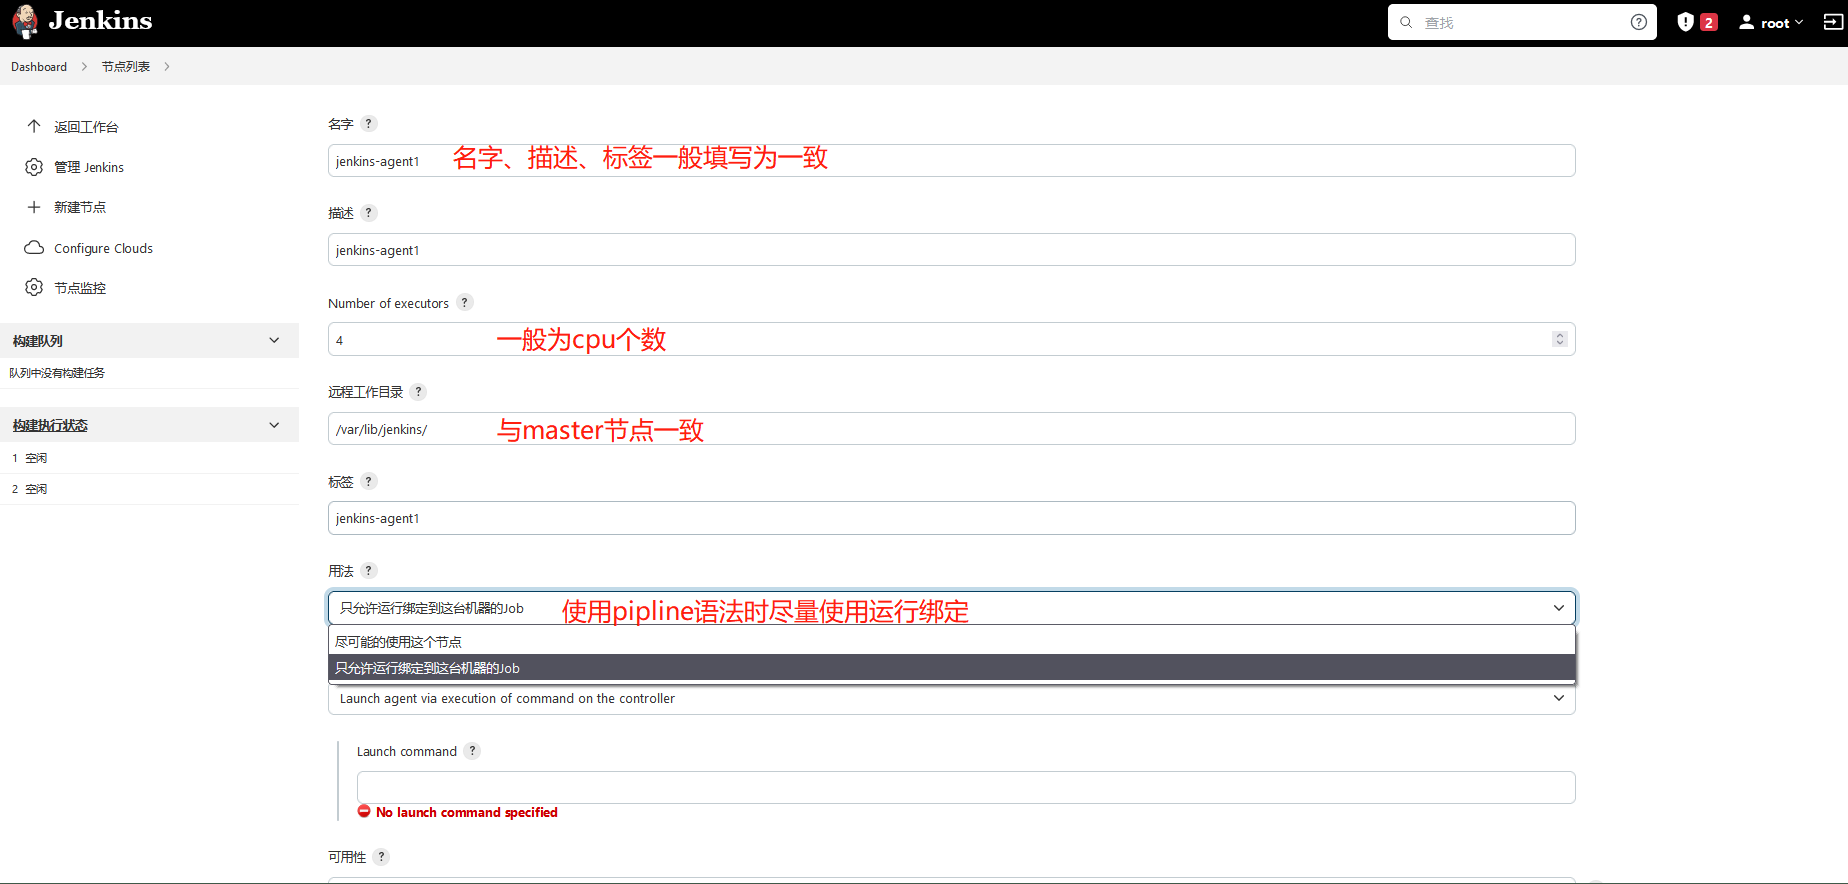 Jenkins
查找
2
root
Dashboard
节点列表
返回工作台
管理 Jenkins
新建节点
Configure Clouds
节点监控
构建队列
队列中没有构建任务
构建执行状态
1 空闲
2 空闲
名字 ?
jenkins-agent1 名字、描述、标签一般填写为一致
描述 ?
jenkins-agent1
Number of executors ?
4 一般为cpu个数
远程工作目录 ?
/var/lib/jenkins/ 与master节点一致
标签 ?
jenkins-agent1
用法 ?
只允许运行绑定到这台机器的Job 使用pipline语法时尽量使用运行绑定
尽可能的使用这个节点
只允许运行绑定到这台机器的Job
Launch agent via execution of command on the controller
Launch command ?
No launch command specified
可用性 ?